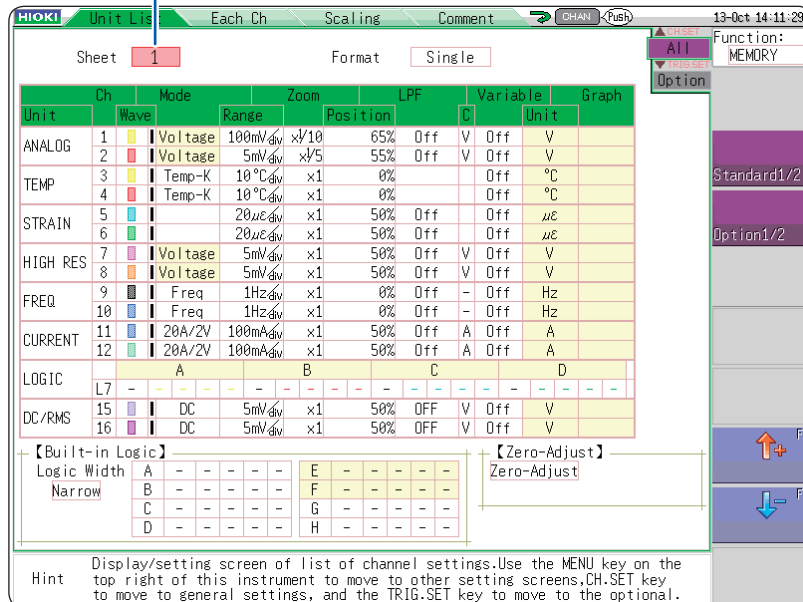 HIOKI Unit List Each Ch Scaling Comment CHAN Push 13-Oct 14:11:29
Sheet 1 Format Single
▲CH.SET
All
▼TRIG.SET
Option
Function:
MEMORY
Ch Mode Zoom LPF Variable Graph
Unit Wave Range Position C Unit
ANALOG 1 Voltage 100mV/div x1/10 65% Off V Off V
2 Voltage 5mV/div x1/5 55% Off V Off V
TEMP 3 Temp-K 10°C/div x1 0% Off °C
4 Temp-K 10°C/div x1 0% Off °C
STRAIN 5 20με/div x1 50% Off Off με
6 20με/div x1 50% Off Off με
HIGH RES 7 Voltage 5mV/div x1 50% Off V Off V
8 Voltage 5mV/div x1 50% Off V Off V
FREQ 9 Freq 1Hz/div x1 0% Off - Off Hz
10 Freq 1Hz/div x1 0% Off - Off Hz
CURRENT 11 20A/2V 100mA/div x1 50% Off A Off A
12 20A/2V 100mA/div x1 50% Off A Off A
LOGIC A B C D
L7 - - - - - - - - - - - - - - - -
DC/RMS 15 DC 5mV/div x1 50% OFF V Off V
16 DC 5mV/div x1 50% OFF V Off V
Standard1/2
Option1/2
【Built-in Logic】
Logic Width
Narrow
A - - - - E - - - -
B - - - - F - - - -
C - - - - G - - - -
D - - - - H - - - -
【Zero-Adjust】
Zero-Adjust
+ F
- F
Hint
Display/setting screen of list of channel settings.Use the MENU key on the
top right of this instrument to move to other setting screens,CH.SET key
to move to general settings, and the TRIG.SET key to move to the optional.